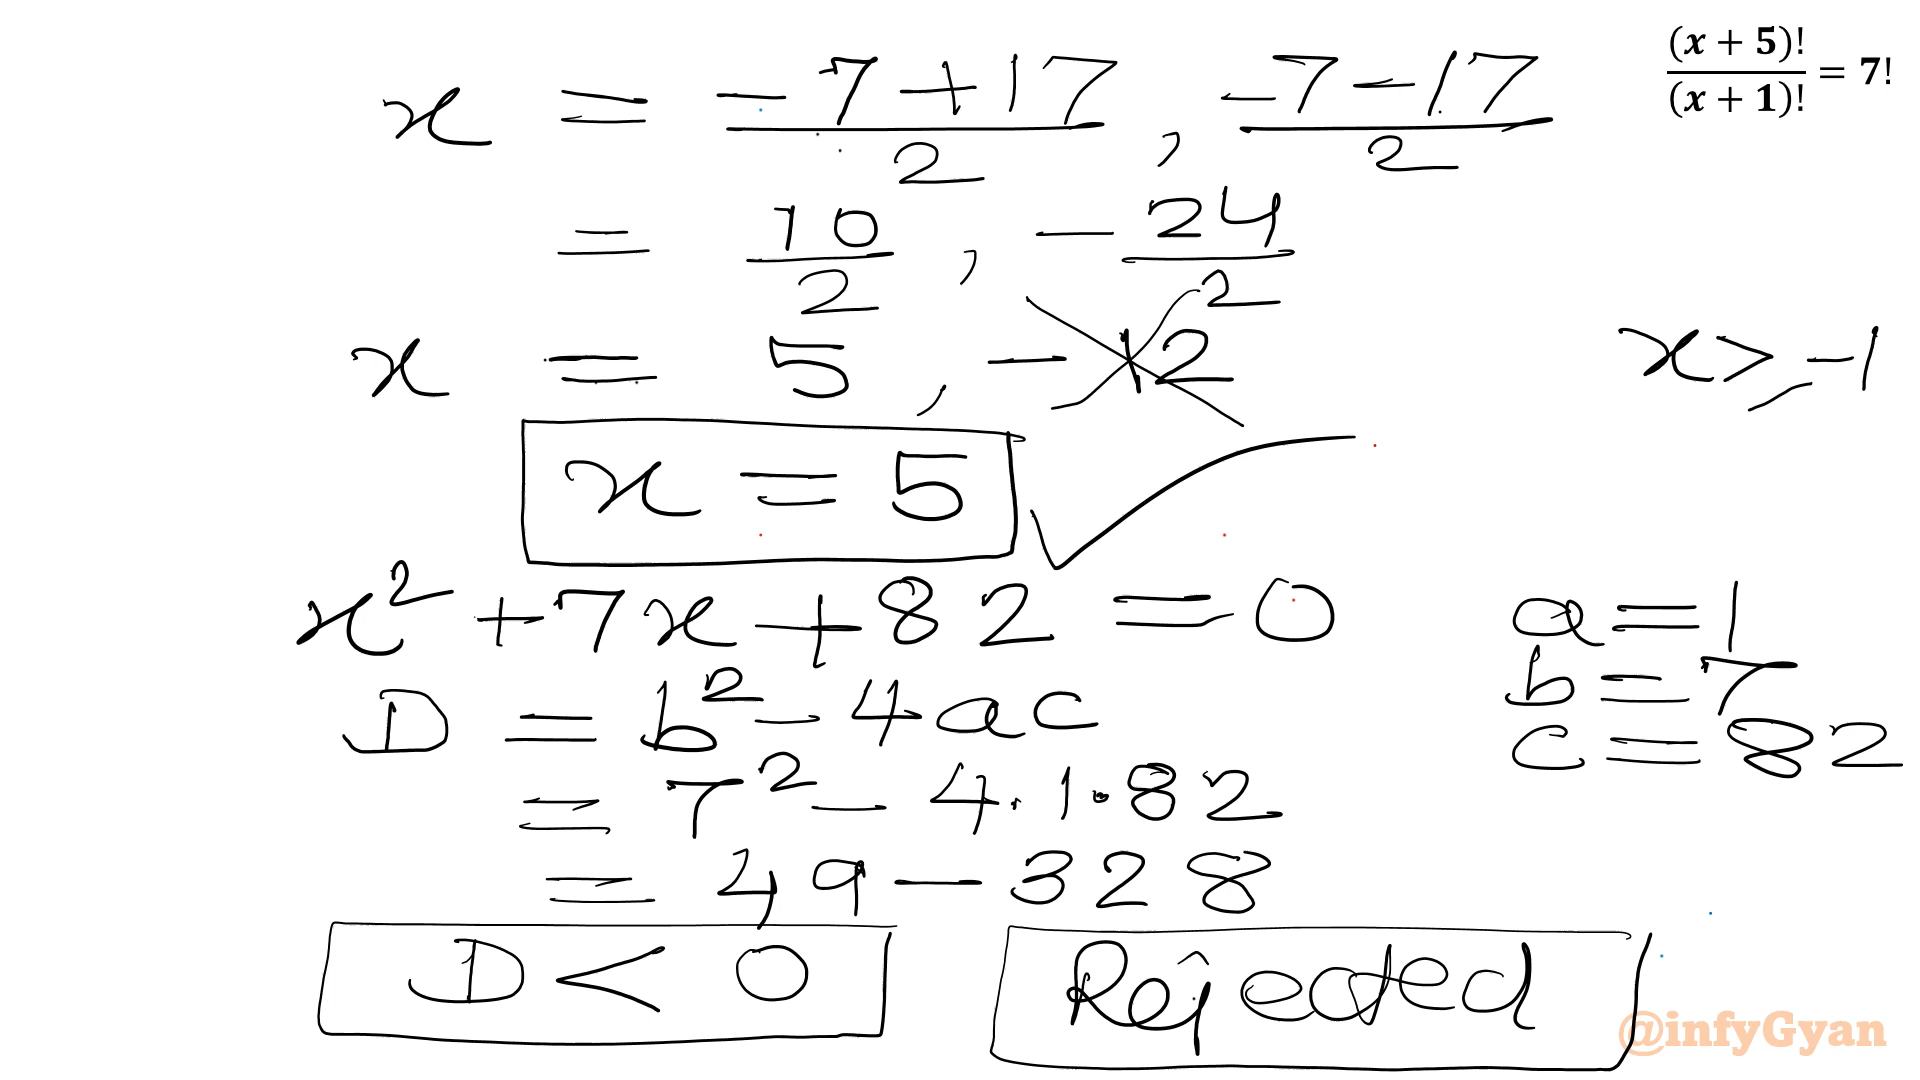 x = (-7+17)/2 , (-7-17)/2
(x + 5)!/(x + 1)! = 7!
= 10/2 , -24/2
x = 5 , -12
x ≥ -1
x = 5 ✓
x² + 7x + 82 = 0
a = 1
b = 7
c = 82
D = b² - 4ac
= 7² - 4.1.82
= 49 - 328
D < 0
Rejected
@infyGyan